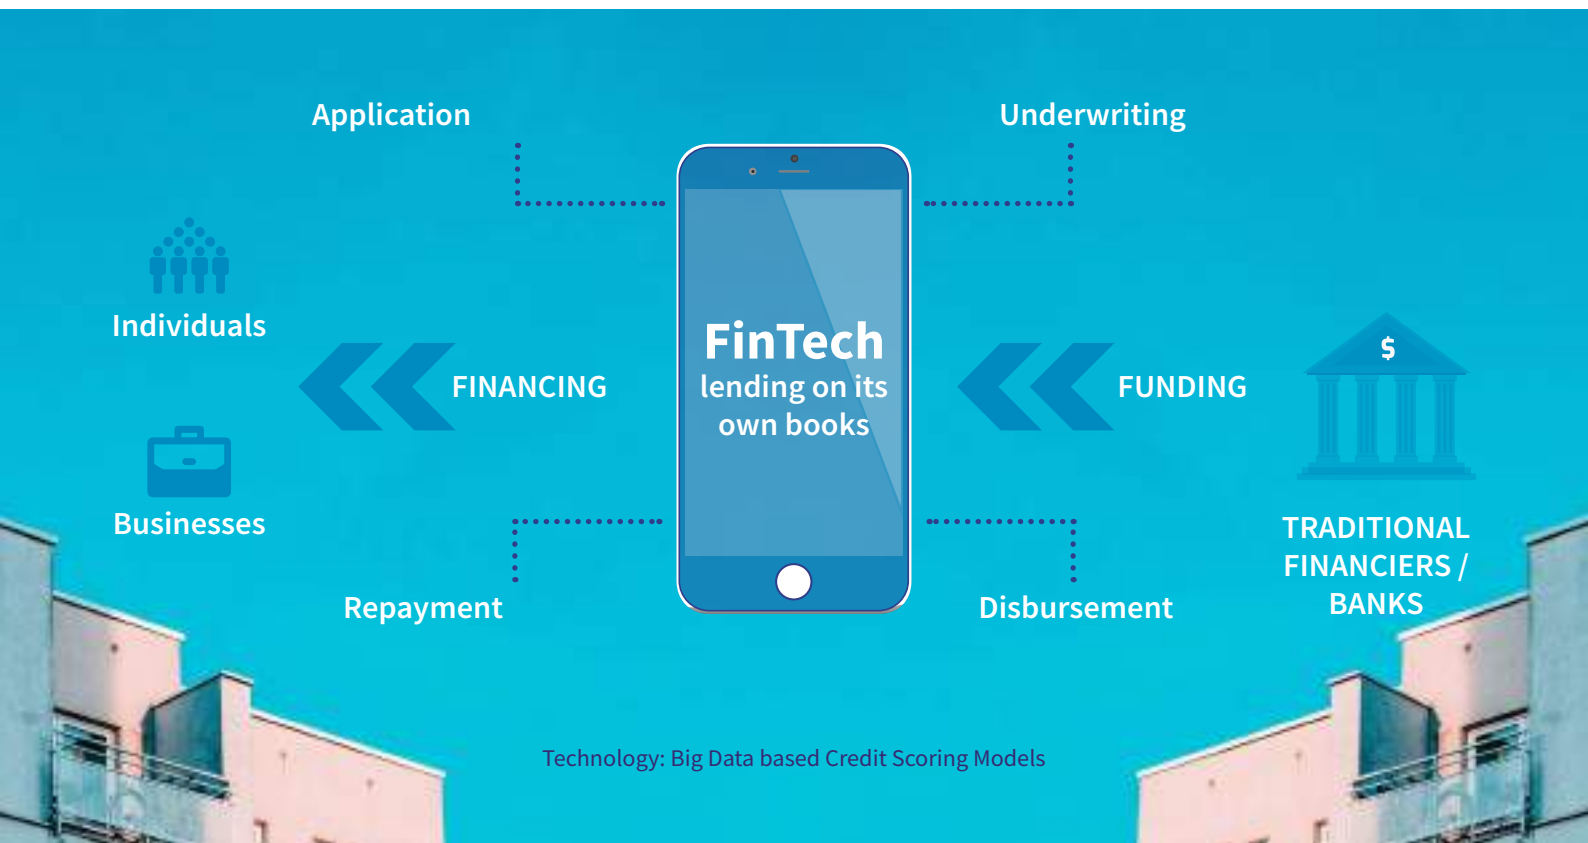 Application
Underwriting
Individuals
FINANCING
FinTech
lending on its
own books
FUNDING
$
Businesses
TRADITIONAL
FINANCIERS /
BANKS
Repayment
Disbursement
Technology: Big Data based Credit Scoring Models